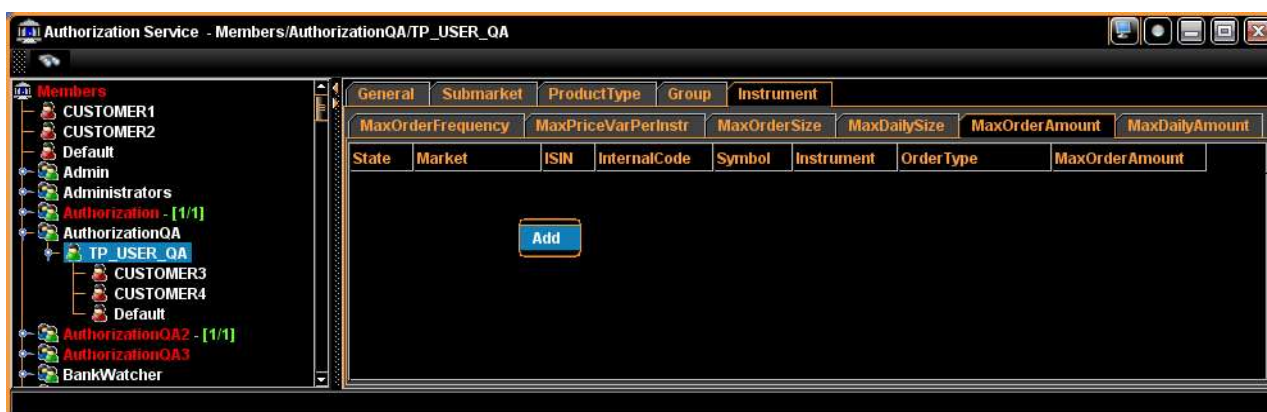 Authorization Service - Members/AuthorizationQA/TP_USER_QA
Members
CUSTOMER1
CUSTOMER2
Default
Admin
Administrators
Authorization - [1/1]
AuthorizationQA
TP_USER_QA
CUSTOMER3
CUSTOMER4
Default
AuthorizationQA2 - [1/1]
AuthorizationQA3
BankWatcher
General Submarket ProductType Group Instrument
MaxOrderFrequency MaxPriceVarPerInstr MaxOrderSize MaxDailySize MaxOrderAmount MaxDailyAmount
State Market ISIN InternalCode Symbol Instrument OrderType MaxOrderAmount
Add